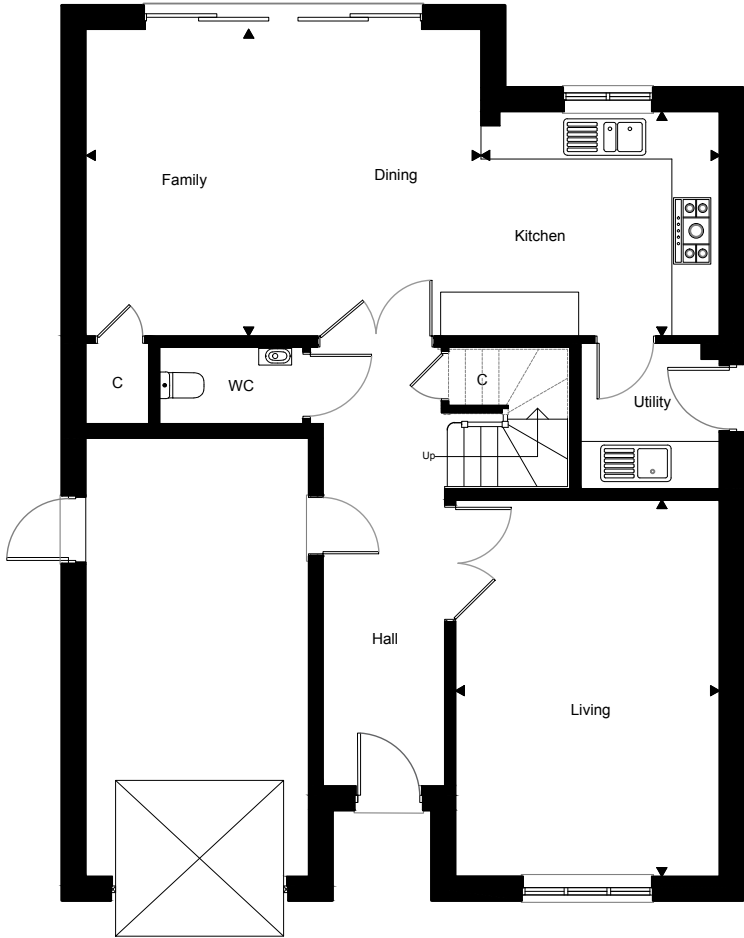 Family
Dining
Kitchen
C
WC
C
Utility
Up
Hall
Living